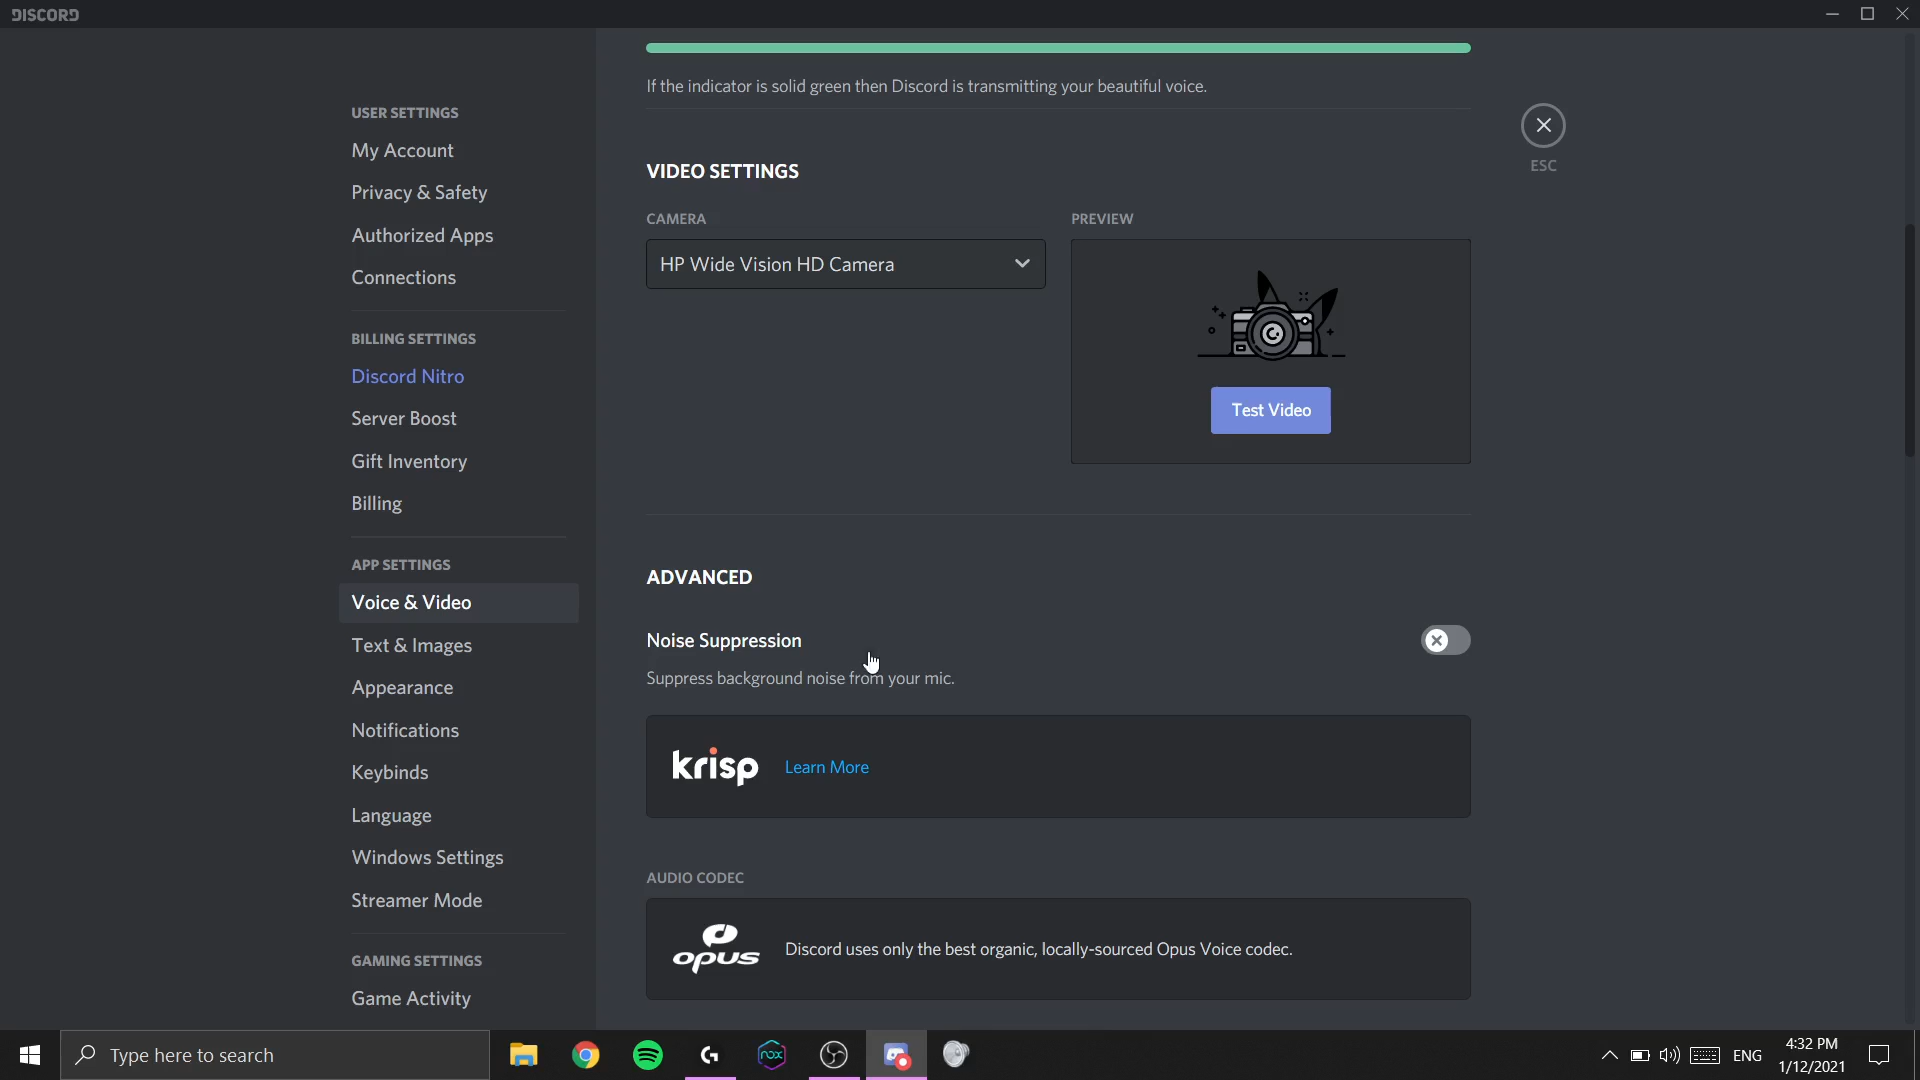 DISCORD
If the indicator is solid green then Discord is transmitting your beautiful voice.
USER SETTINGS
My Account
Privacy & Safety
Authorized Apps
Connections
BILLING SETTINGS
Discord Nitro
Server Boost
Gift Inventory
Billing
APP SETTINGS
Voice & Video
Text & Images
Appearance
Notifications
Keybinds
Language
Windows Settings
Streamer Mode
GAMING SETTINGS
Game Activity
VIDEO SETTINGS
CAMERA
HP Wide Vision HD Camera
PREVIEW
Test Video
ESC
ADVANCED
Noise Suppression
Suppress background noise from your mic.
krisp Learn More
AUDIO CODEC
opus Discord uses only the best organic, locally-sourced Opus Voice codec.
Type here to search
nox
ENG
4:32 PM
1/12/2021